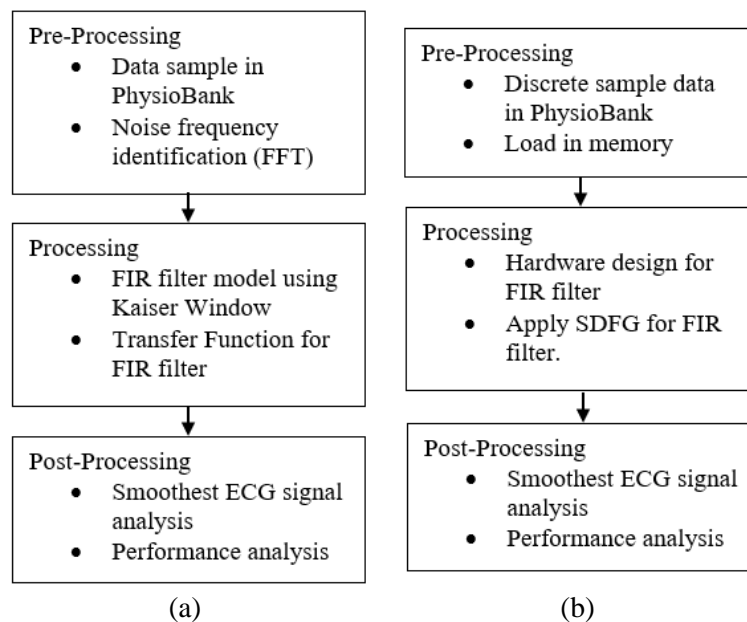 Pre-Processing
● Data sample in
PhysioBank
● Noise frequency
identification (FFT)
Processing
● FIR filter model using
Kaiser Window
● Transfer Function for
FIR filter
Post-Processing
● Smoothest ECG signal
analysis
● Performance analysis
(a)
Pre-Processing
● Discrete sample data
in PhysioBank
● Load in memory
Processing
● Hardware design for
FIR filter
● Apply SDFG for FIR
filter.
Post-Processing
● Smoothest ECG signal
analysis
● Performance analysis
(b)